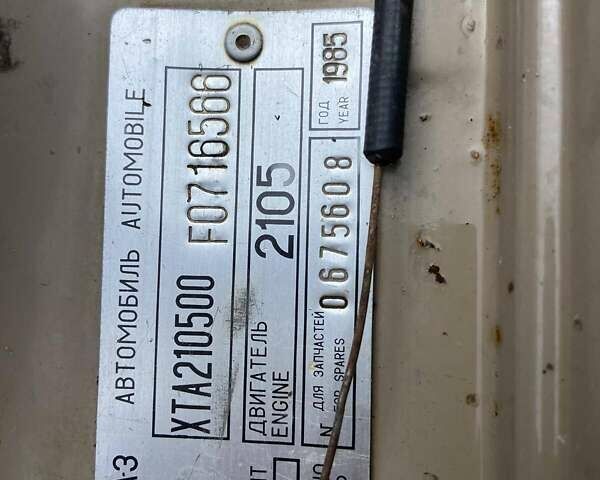 АВТОМОБИЛЬ AUTOMOBILE
XTA210500 F0716566
ДВИГАТЕЛЬ
ENGINE 2105
N ДЛЯ ЗАПЧАСТЕЙ
FOR SPARES 0675608
ГОД
YEAR 1985